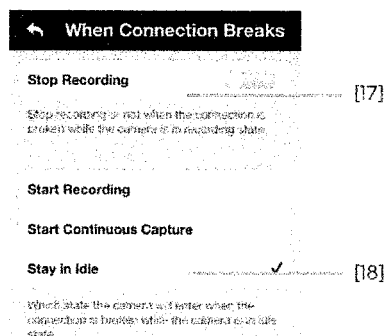 When Connection Breaks
Stop Recording
[17]
Stop recording or not when the connection is
broken while the camera is in recording state
Start Recording
Start Continuous Capture
Stay in Idle
[18]
Which state the camera will enter when the
connection is broken while the camera is in idle
state